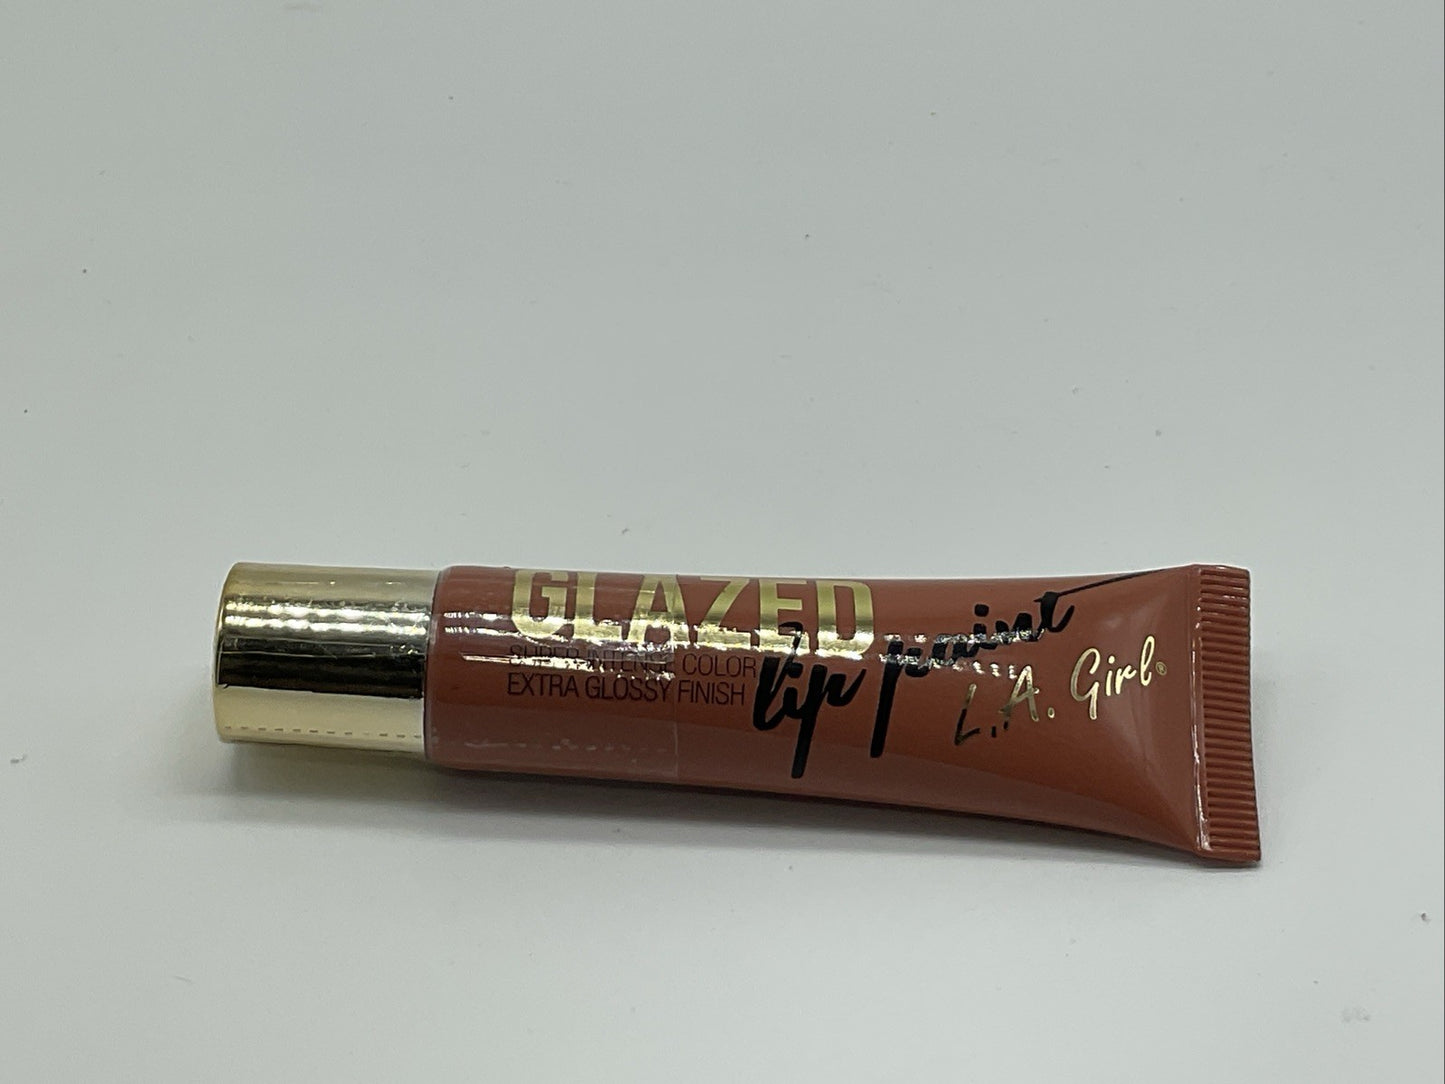 GLAZED
lip paint
SUPER INTENSE COLOR
EXTRA GLOSSY FINISH
L.A. Girl®